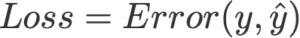 Loss = Error(y, ŷ)